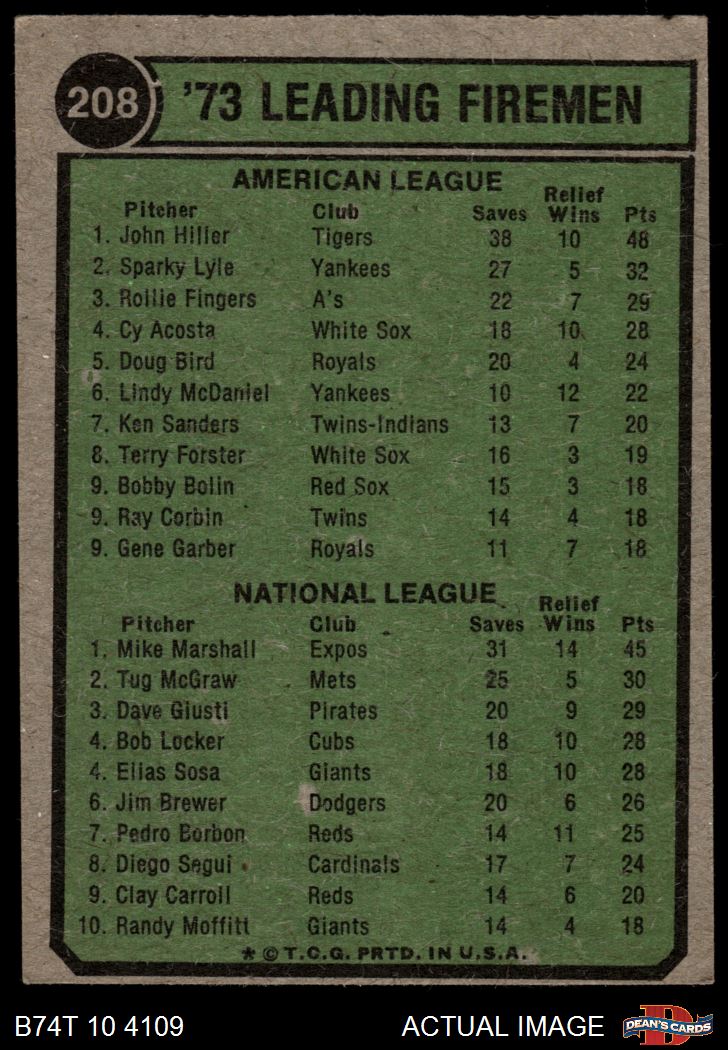 208 '73 LEADING FIREMEN
AMERICAN LEAGUE
Pitcher Club Saves Relief Wins Pts
1. John Hiller Tigers 38 10 48
2. Sparky Lyle Yankees 27 5 32
3. Rollie Fingers A's 22 7 29
4. Cy Acosta White Sox 18 10 28
5. Doug Bird Royals 20 4 24
6. Lindy McDaniel Yankees 10 12 22
7. Ken Sanders Twins-Indians 13 7 20
8. Terry Forster White Sox 16 3 19
9. Bobby Bolin Red Sox 15 3 18
9. Ray Corbin Twins 14 4 18
9. Gene Garber Royals 11 7 18
NATIONAL LEAGUE
Pitcher Club Saves Relief Wins Pts
1. Mike Marshall Expos 31 14 45
2. Tug McGraw Mets 25 5 30
3. Dave Giusti Pirates 20 9 29
4. Bob Locker Cubs 18 10 28
4. Elias Sosa Giants 18 10 28
6. Jim Brewer Dodgers 20 6 26
7. Pedro Borbon Reds 14 11 25
8. Diego Segui Cardinals 17 7 24
9. Clay Carroll Reds 14 6 20
10. Randy Moffitt Giants 14 4 18
* © T.C.G. PRTD. IN U.S.A.
B74T 10 4109 ACTUAL IMAGE D DEAN'S CARDS